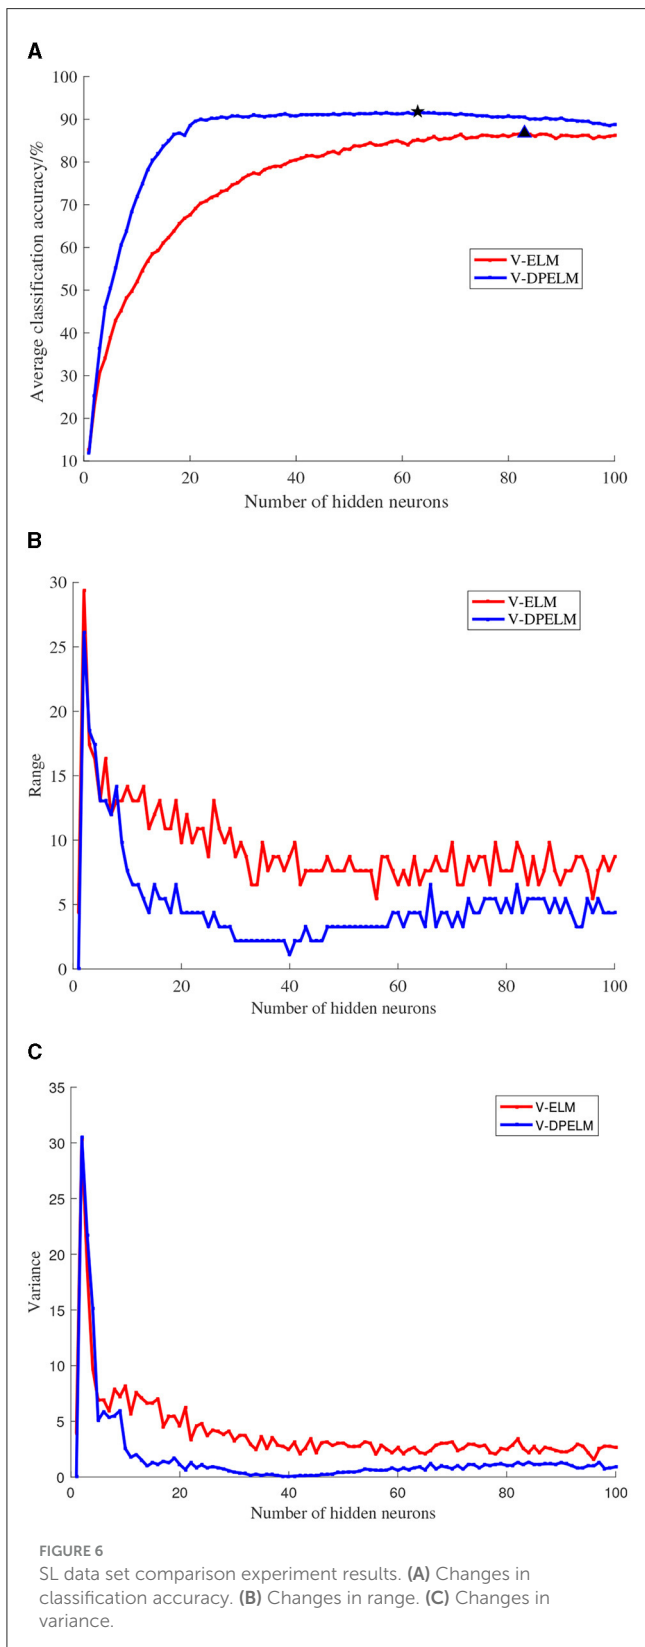 A
100
90
80
70
60
50
40
30
20
10
Average classification accuracy/%
V-ELM
V-DPELM
0 20 40 60 80 100
Number of hidden neurons
B
30
25
20
15
10
5
0
Range
V-ELM
V-DPELM
0 20 40 60 80 100
Number of hidden neurons
C
35
30
25
20
15
10
5
0
Variance
V-ELM
V-DPELM
0 20 40 60 80 100
Number of hidden neurons
FIGURE 6
SL data set comparison experiment results. (A) Changes in
classification accuracy. (B) Changes in range. (C) Changes in
variance.